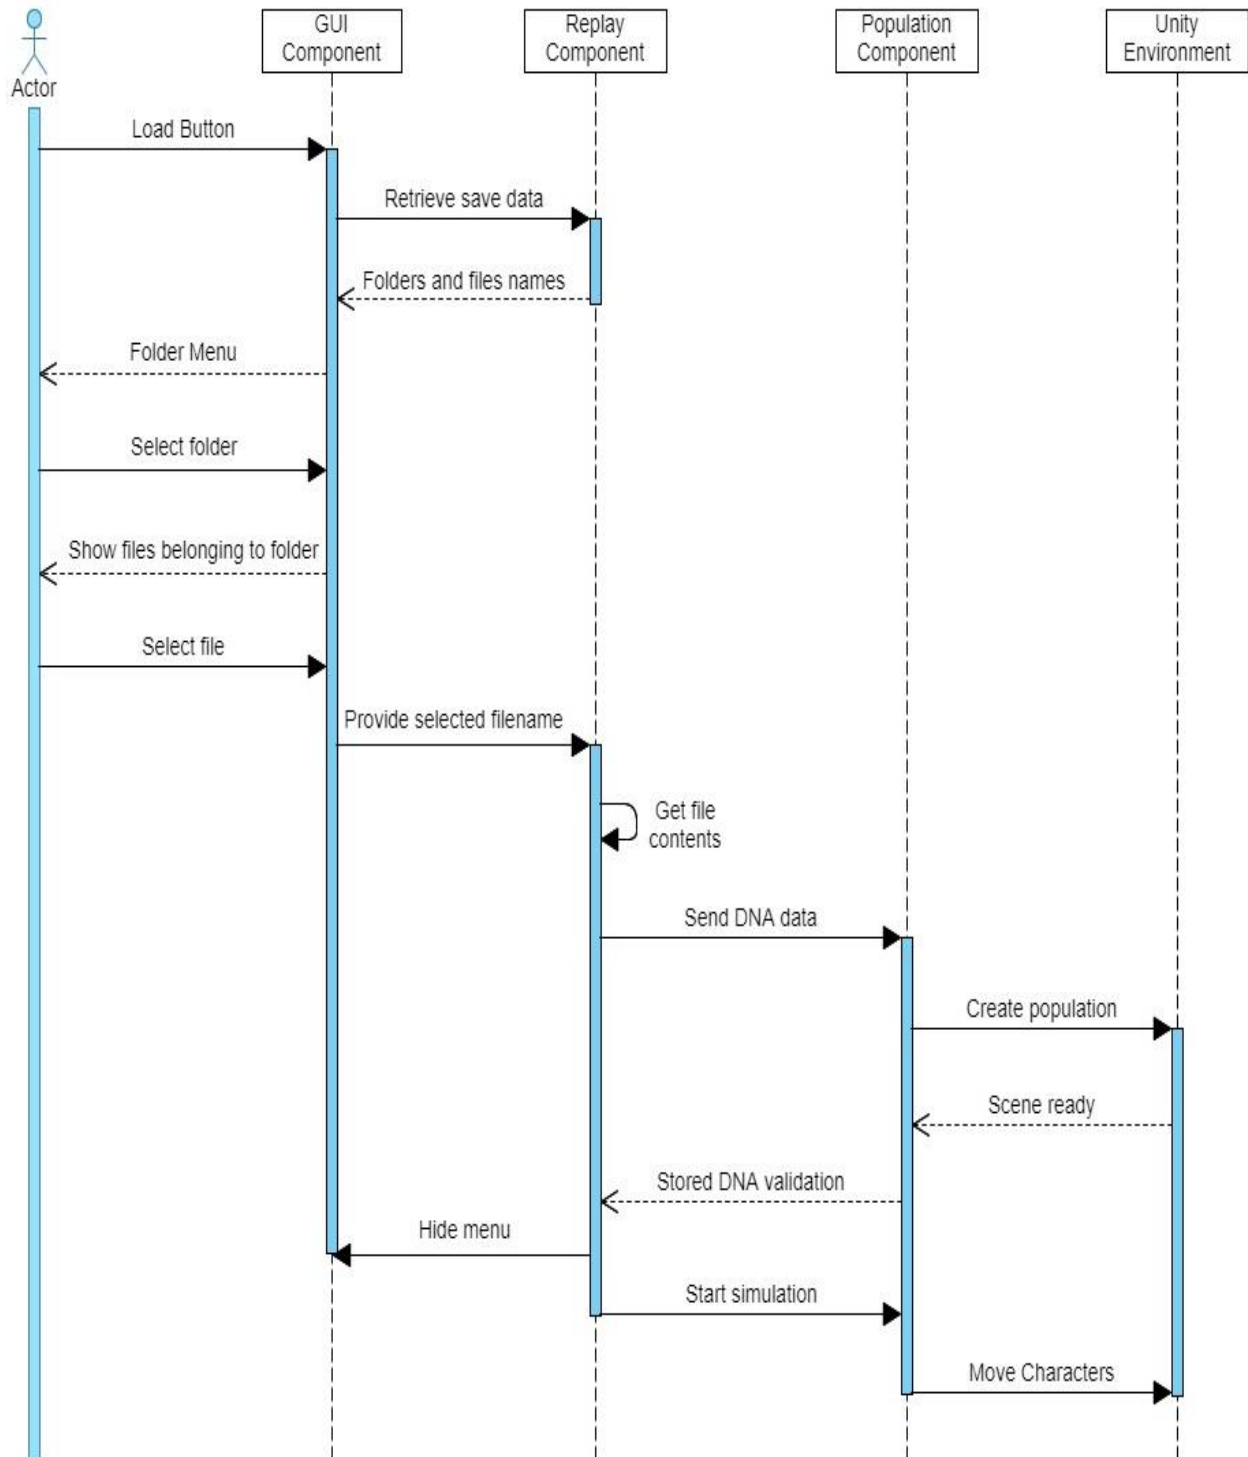 GUI
Component
Replay
Component
Population
Component
Unity
Environment
Actor
Load Button
Retrieve save data
Folders and files names
Folder Menu
Select folder
Show files belonging to folder
Select file
Provide selected filename
Get file
contents
Send DNA data
Create population
Scene ready
Stored DNA validation
Hide menu
Start simulation
Move Characters